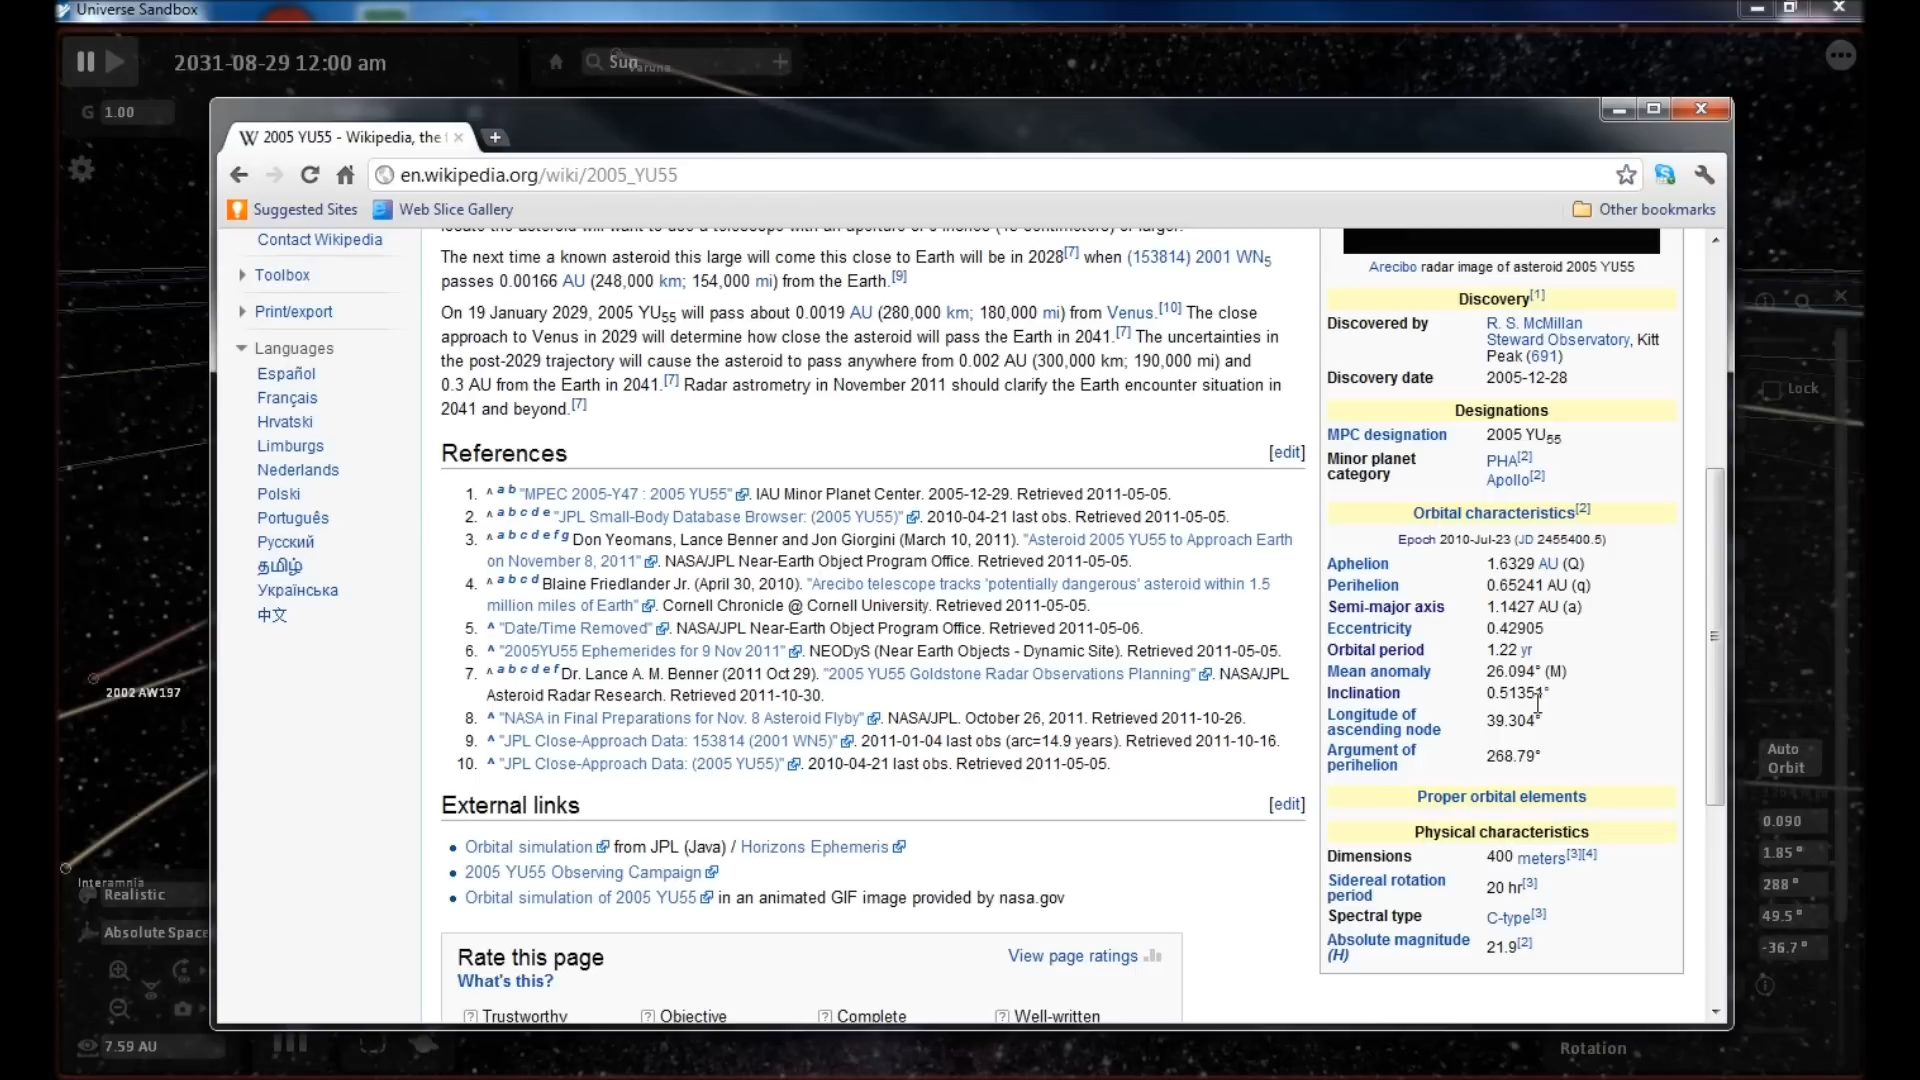 Universe Sandbox
2031-08-29 12:00 am
Sun
Varuna
G 1.00
2005 YU55 - Wikipedia, the
en.wikipedia.org/wiki/2005_YU55
Suggested Sites
Web Slice Gallery
Other bookmarks
Contact Wikipedia
Toolbox
Print/export
Languages
Español
Français
Hrvatski
Limburgs
Nederlands
Polski
Português
Русский
தமிழ்
Українська
中文
The next time a known asteroid this large will come this close to Earth will be in 2028[7] when (153814) 2001 WN5
passes 0.00166 AU (248,000 km; 154,000 mi) from the Earth.[9]
On 19 January 2029, 2005 YU55 will pass about 0.0019 AU (280,000 km; 180,000 mi) from Venus.[10] The close
approach to Venus in 2029 will determine how close the asteroid will pass the Earth in 2041.[7] The uncertainties in
the post-2029 trajectory will cause the asteroid to pass anywhere from 0.002 AU (300,000 km; 190,000 mi) and
0.3 AU from the Earth in 2041.[7] Radar astrometry in November 2011 should clarify the Earth encounter situation in
2041 and beyond.[7]
References
[edit]
1. ^ a b "MPEC 2005-Y47 : 2005 YU55". IAU Minor Planet Center. 2005-12-29. Retrieved 2011-05-05.
2. ^ a b c d e "JPL Small-Body Database Browser: (2005 YU55)". 2010-04-21 last obs. Retrieved 2011-05-05.
3. ^ a b c d e f g Don Yeomans, Lance Benner and Jon Giorgini (March 10, 2011). "Asteroid 2005 YU55 to Approach Earth
on November 8, 2011". NASA/JPL Near-Earth Object Program Office. Retrieved 2011-05-05.
4. ^ a b c d Blaine Friedlander Jr. (April 30, 2010). "Arecibo telescope tracks 'potentially dangerous' asteroid within 1.5
million miles of Earth". Cornell Chronicle @ Cornell University. Retrieved 2011-05-05.
5. ^ "Date/Time Removed". NASA/JPL Near-Earth Object Program Office. Retrieved 2011-05-06.
6. ^ "2005YU55 Ephemerides for 9 Nov 2011". NEODyS (Near Earth Objects - Dynamic Site). Retrieved 2011-05-05.
7. ^ a b c d e f Dr. Lance A. M. Benner (2011 Oct 29). "2005 YU55 Goldstone Radar Observations Planning". NASA/JPL
Asteroid Radar Research. Retrieved 2011-10-30.
8. ^ "NASA in Final Preparations for Nov. 8 Asteroid Flyby". NASA/JPL. October 26, 2011. Retrieved 2011-10-26.
9. ^ "JPL Close-Approach Data: 153814 (2001 WN5)". 2011-01-04 last obs (arc=14.9 years). Retrieved 2011-10-16.
10. ^ "JPL Close-Approach Data: (2005 YU55)". 2010-04-21 last obs. Retrieved 2011-05-05.
External links
[edit]
Orbital simulation from JPL (Java) / Horizons Ephemeris
2005 YU55 Observing Campaign
Orbital simulation of 2005 YU55 in an animated GIF image provided by nasa.gov
Rate this page
View page ratings
What's this?
Trustworthy
Objective
Complete
Well-written
Arecibo radar image of asteroid 2005 YU55
Discovery[1]
Discovered by R. S. McMillan
Steward Observatory, Kitt
Peak (691)
Discovery date 2005-12-28
Designations
MPC designation 2005 YU55
Minor planet
category
PHA[2]
Apollo[2]
Orbital characteristics[2]
Epoch 2010-Jul-23 (JD 2455400.5)
Aphelion 1.6329 AU (Q)
Perihelion 0.65241 AU (q)
Semi-major axis 1.1427 AU (a)
Eccentricity 0.42905
Orbital period 1.22 yr
Mean anomaly 26.094° (M)
Inclination 0.51351°
Longitude of
ascending node
39.304°
Argument of
perihelion
268.79°
Proper orbital elements
Physical characteristics
Dimensions 400 meters[3][4]
Sidereal rotation
period
20 hr[3]
Spectral type C-type[3]
Absolute magnitude
(H)
21.9[2]
2002 AW197
Interamnia
Realistic
Absolute Space
7.59 AU
Lock
Auto
Orbit
0.090
1.85 °
288 °
49.5 °
-36.7 °
Rotation